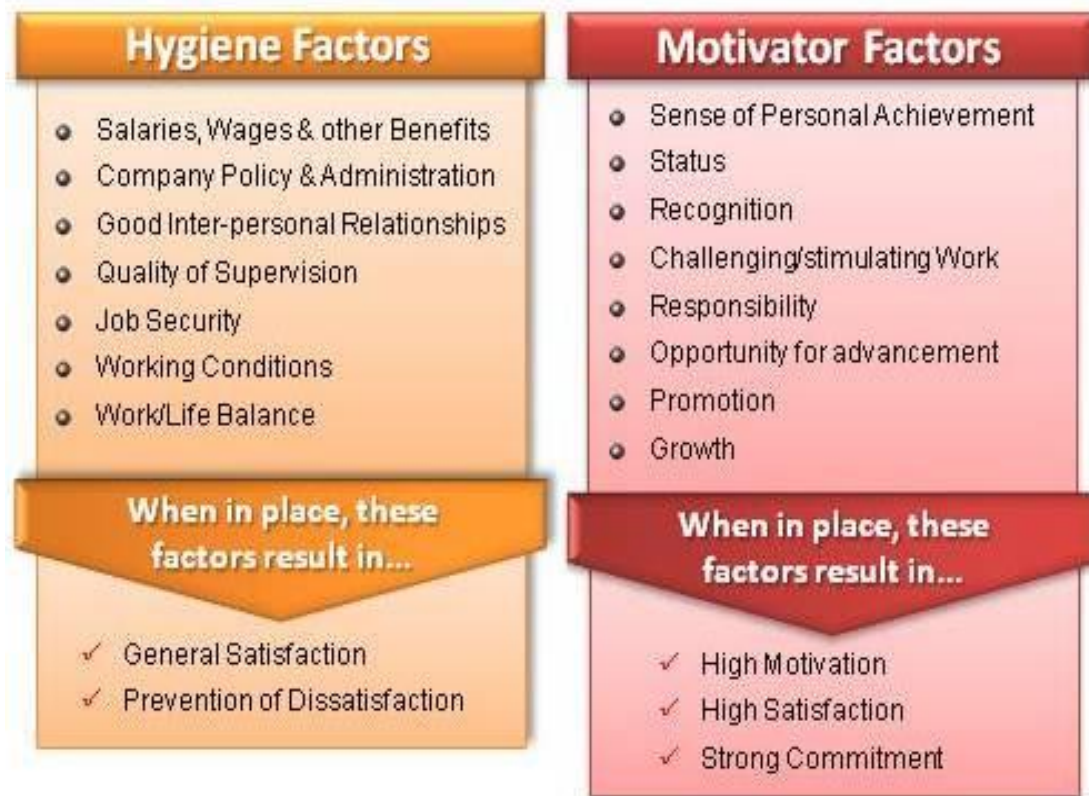 Hygiene Factors
Salaries, Wages & other Benefits
Company Policy & Administration
Good Inter-personal Relationships
Quality of Supervision
Job Security
Working Conditions
Work/Life Balance
When in place, these
factors result in...
General Satisfaction
Prevention of Dissatisfaction
Motivator Factors
Sense of Personal Achievement
Status
Recognition
Challenging/stimulating Work
Responsibility
Opportunity for advancement
Promotion
Growth
When in place, these
factors result in...
High Motivation
High Satisfaction
Strong Commitment